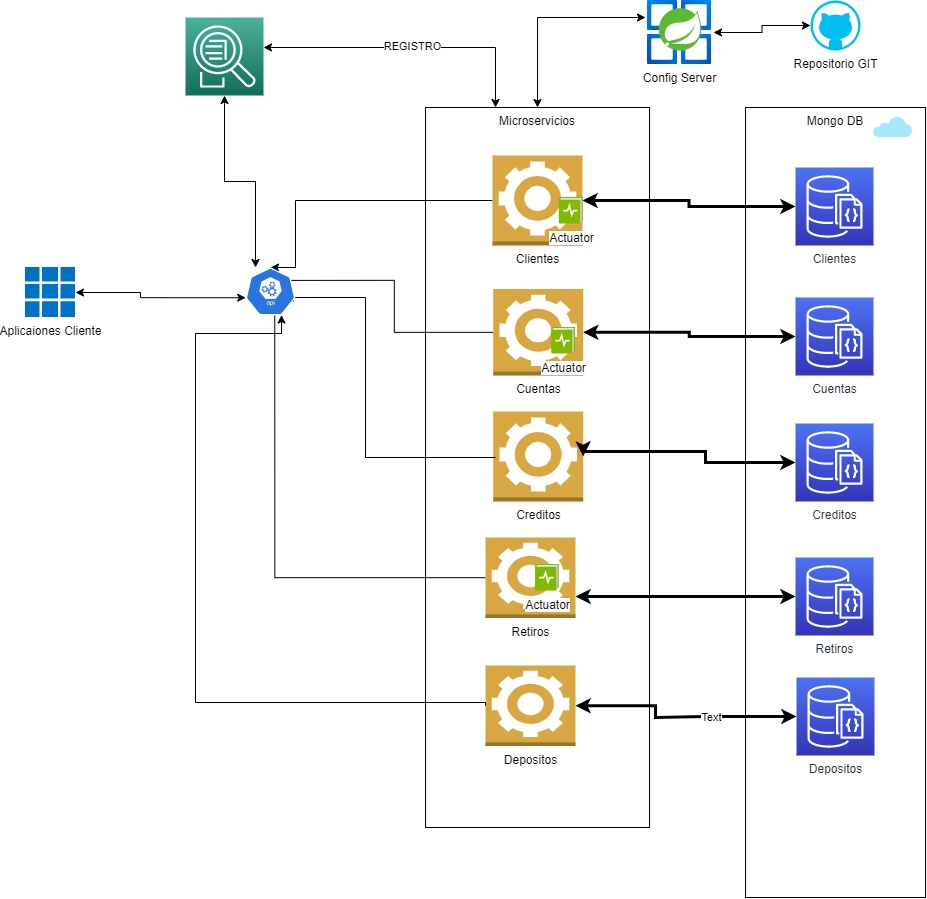 REGISTRO
Config Server
Repositorio GIT
Microservicios
Mongo DB
Actuator
Clientes
Clientes
api
Aplicaiones Cliente
Actuator
Cuentas
Cuentas
Creditos
Creditos
Actuator
Retiros
Retiros
Text
Depositos
Depositos